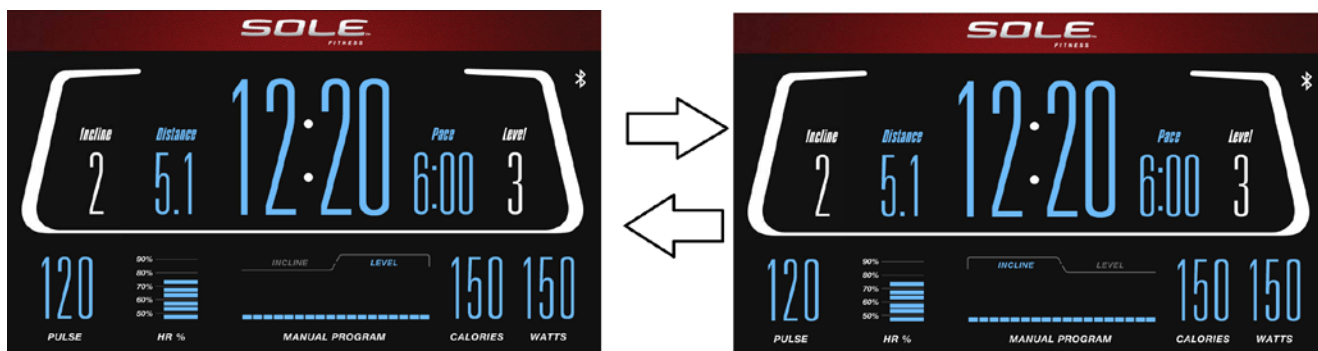 SOLE™
FITNESS
12:20
Incline
Distance
Pace
Level
2
5.1
6:00
3
120
90%
80%
70%
60%
50%
INCLINE
LEVEL
150
150
PULSE
HR %
MANUAL PROGRAM
CALORIES
WATTS
SOLE™
FITNESS
12:20
Incline
Distance
Pace
Level
2
5.1
6:00
3
120
90%
80%
70%
60%
50%
INCLINE
LEVEL
150
150
PULSE
HR %
MANUAL PROGRAM
CALORIES
WATTS